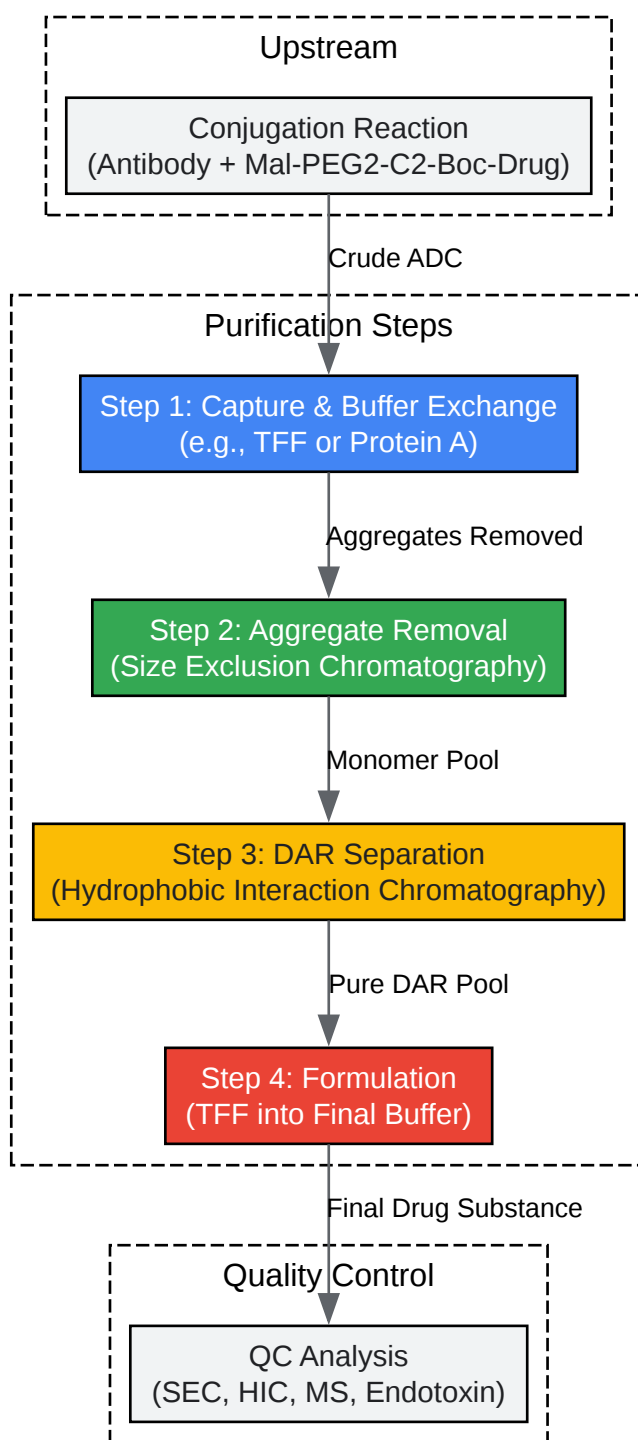 Upstream
Conjugation Reaction
(Antibody + Mal-PEG2-C2-Boc-Drug)
Crude ADC
Purification Steps
Step 1: Capture & Buffer Exchange
(e.g., TFF or Protein A)
Aggregates Removed
Step 2: Aggregate Removal
(Size Exclusion Chromatography)
Monomer Pool
Step 3: DAR Separation
(Hydrophobic Interaction Chromatography)
Pure DAR Pool
Step 4: Formulation
(TFF into Final Buffer)
Final Drug Substance
Quality Control
QC Analysis
(SEC, HIC, MS, Endotoxin)